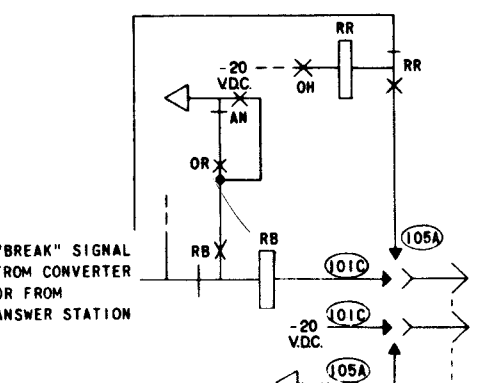 RR
-20
V.D.C.
RR
OH
AN
OR
"BREAK" SIGNAL
FROM CONVERTER
OR FROM
ANSWER STATION
RB
RB
105A
101C
-20
V.D.C.
101C
105A